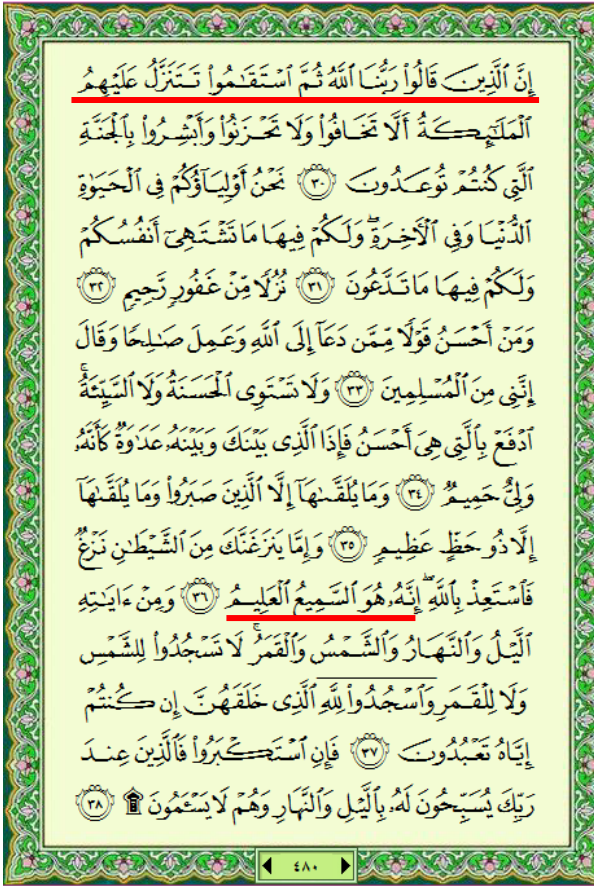 إِنَّ ٱلَّذِينَ قَالُوا۟ رَبُّنَا ٱللَّهُ ثُمَّ ٱسْتَقَـٰمُوا۟ تَتَنَزَّلُ عَلَيْهِمُ
ٱلْمَلَـٰٓئِكَةُ أَلَّا تَخَافُوا۟ وَلَا تَحْزَنُوا۟ وَأَبْشِرُوا۟ بِٱلْجَنَّةِ
ٱلَّتِى كُنتُمْ تُوعَدُونَ ﴿٣٠﴾ نَحْنُ أَوْلِيَآؤُكُمْ فِى ٱلْحَيَوٰةِ
ٱلدُّنْيَا وَفِى ٱلْـَٔاخِرَةِ ۖ وَلَكُمْ فِيهَا مَا تَشْتَهِىٓ أَنفُسُكُمْ
وَلَكُمْ فِيهَا مَا تَدَّعُونَ ﴿٣١﴾ نُزُلًا مِّنْ غَفُورٍ رَّحِيمٍ ﴿٣٢﴾
وَمَنْ أَحْسَنُ قَوْلًا مِّمَّن دَعَآ إِلَى ٱللَّهِ وَعَمِلَ صَـٰلِحًا وَقَالَ
إِنَّنِى مِنَ ٱلْمُسْلِمِينَ ﴿٣٣﴾ وَلَا تَسْتَوِى ٱلْحَسَنَةُ وَلَا ٱلسَّيِّئَةُ ۚ
ٱدْفَعْ بِٱلَّتِى هِىَ أَحْسَنُ فَإِذَا ٱلَّذِى بَيْنَكَ وَبَيْنَهُۥ عَدَٰوَةٌ كَأَنَّهُۥ
وَلِىٌّ حَمِيمٌ ﴿٣٤﴾ وَمَا يُلَقَّىٰهَآ إِلَّا ٱلَّذِينَ صَبَرُوا۟ وَمَا يُلَقَّىٰهَآ
إِلَّا ذُو حَظٍّ عَظِيمٍ ﴿٣٥﴾ وَإِمَّا يَنزَغَنَّكَ مِنَ ٱلشَّيْطَـٰنِ نَزْغٌ
فَٱسْتَعِذْ بِٱللَّهِ ۖ إِنَّهُۥ هُوَ ٱلسَّمِيعُ ٱلْعَلِيمُ ﴿٣٦﴾ وَمِنْ ءَايَـٰتِهِ
ٱلَّيْلُ وَٱلنَّهَارُ وَٱلشَّمْسُ وَٱلْقَمَرُ ۚ لَا تَسْجُدُوا۟ لِلشَّمْسِ
وَلَا لِلْقَمَرِ وَٱسْجُدُوا۟ لِلَّهِ ٱلَّذِى خَلَقَهُنَّ إِن كُنتُمْ
إِيَّاهُ تَعْبُدُونَ ﴿٣٧﴾ فَإِنِ ٱسْتَكْبَرُوا۟ فَٱلَّذِينَ عِندَ
رَبِّكَ يُسَبِّحُونَ لَهُۥ بِٱلَّيْلِ وَٱلنَّهَارِ وَهُمْ لَا يَسْـَٔمُونَ ۩ ﴿٣٨﴾
٤٨٠